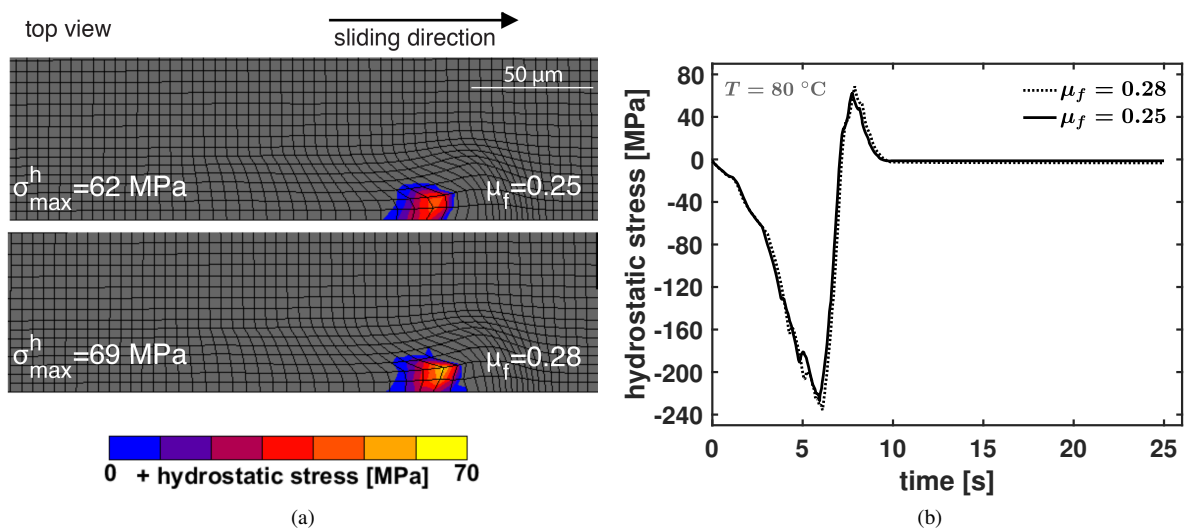 top view
sliding direction
50 μm
σ^h_max=62 MPa
μ_f=0.25
σ^h_max=69 MPa
μ_f=0.28
0
70
+ hydrostatic stress [MPa]
(a)
T = 80 °C
μ_f = 0.28
μ_f = 0.25
80
40
0
-40
-80
-120
-160
-200
-240
hydrostatic stress [MPa]
0 5 10 15 20 25
time [s]
(b)